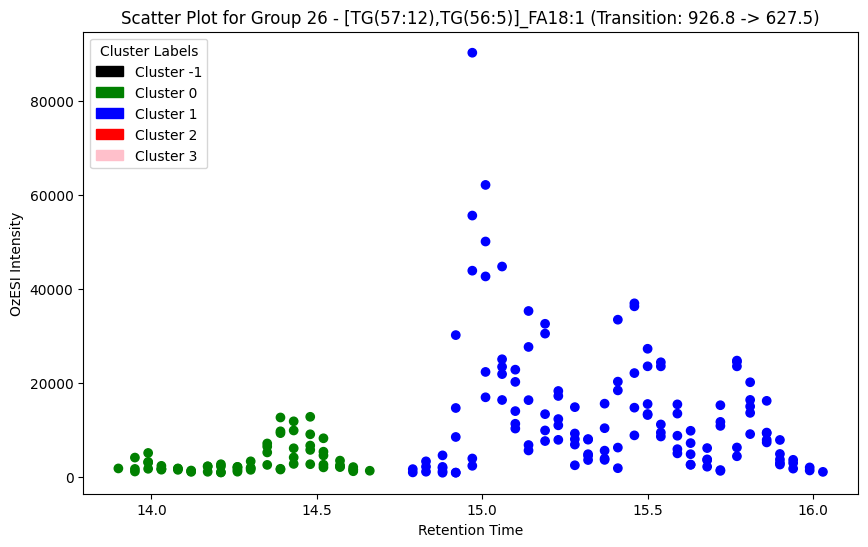 Scatter Plot for Group 26 - [TG(57:12),TG(56:5)]_FA18:1 (Transition: 926.8 -> 627.5)
Cluster Labels
Cluster -1
Cluster 0
Cluster 1
Cluster 2
Cluster 3
OzESI Intensity
80000
60000
40000
20000
0
14.0 14.5 15.0 15.5 16.0
Retention Time